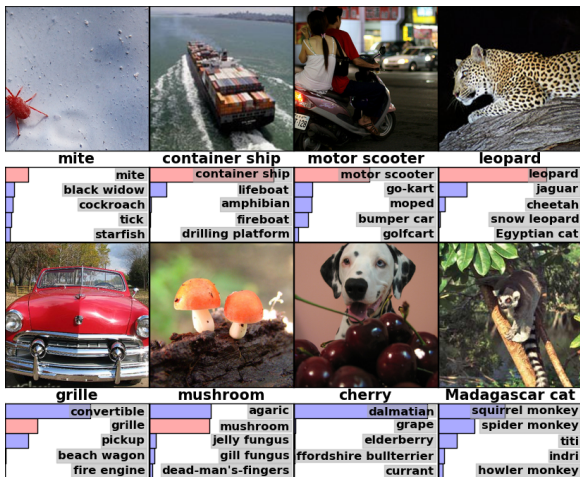 mite
container ship
motor scooter
leopard
mite
black widow
cockroach
tick
starfish
container ship
lifeboat
amphibian
fireboat
drilling platform
motor scooter
go-kart
moped
bumper car
golfcart
leopard
jaguar
cheetah
snow leopard
Egyptian cat
grille
mushroom
cherry
Madagascar cat
convertible
grille
pickup
beach wagon
fire engine
agaric
mushroom
jelly fungus
gill fungus
dead-man's-fingers
dalmatian
grape
elderberry
ffordshire bullterrier
currant
squirrel monkey
spider monkey
titi
indri
howler monkey